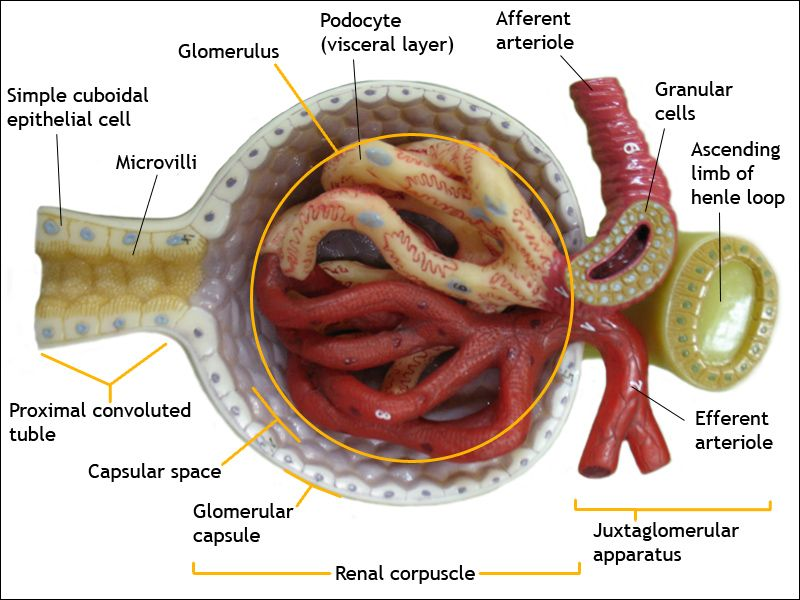 Podocyte
(visceral layer)
Afferent
arteriole
Glomerulus
Simple cuboidal
epithelial cell
Microvilli
Granular
cells
Ascending
limb of
henle loop
Proximal convoluted
tuble
Capsular space
Glomerular
capsule
Efferent
arteriole
Juxtaglomerular
apparatus
Renal corpuscle